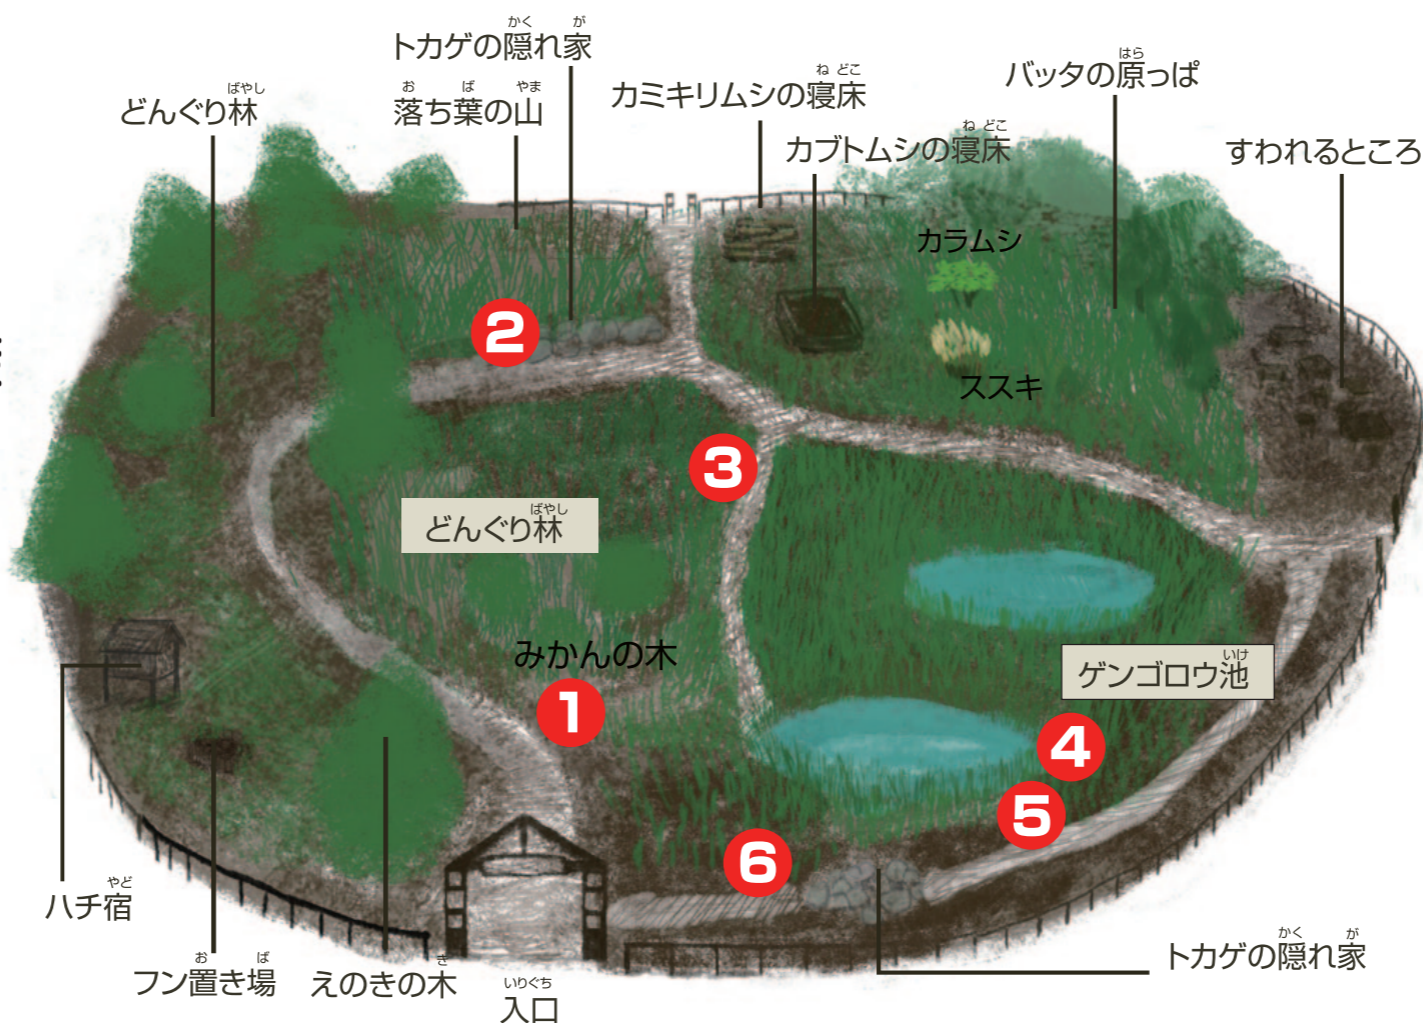 トカゲの隠れ家
かくが
どんぐり林
ばやし
落ち葉の山
おばやま
カミキリムシの寝床
ねどこ
バッタの原っぱ
はら
カブトムシの寝床
ねどこ
すわれるところ
カラムシ
ススキ
2
3
どんぐり林
ばやし
みかんの木
1
ゲンゴロウ池
いけ
4
5
6
ハチ宿
やど
フン置き場
おば
えのきの木
き
入口
いりぐち
トカゲの隠れ家
かくが